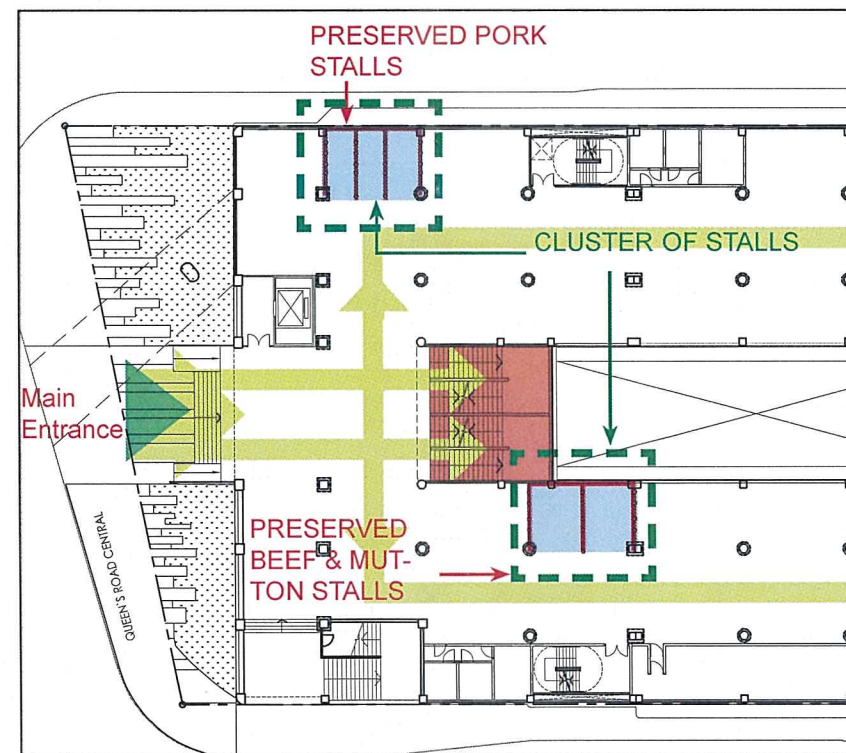 PRESERVED PORK
STALLS
CLUSTER OF STALLS
Main
Entrance
PRESERVED
BEEF & MUT-
TON STALLS
QUEEN'S ROAD CENTRAL